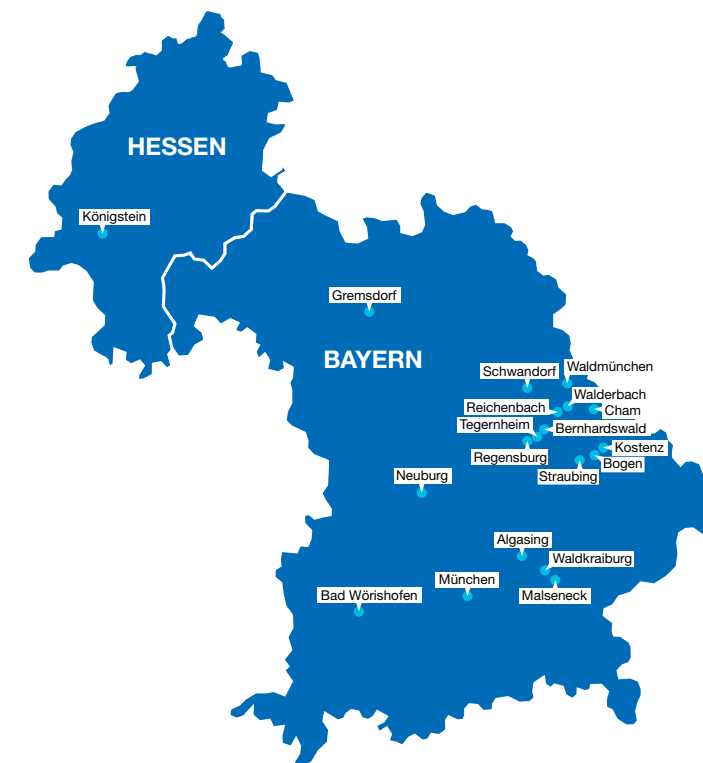 HESSEN
Königstein
Gremsdorf
BAYERN
Schwandorf
Waldmünchen
Walderbach
Reichenbach
Cham
Tegernheim
Bernhardswald
Regensburg
Kostenz
Bogen
Straubing
Neuburg
Algasing
Waldkraiburg
München
Malseneck
Bad Wörishofen